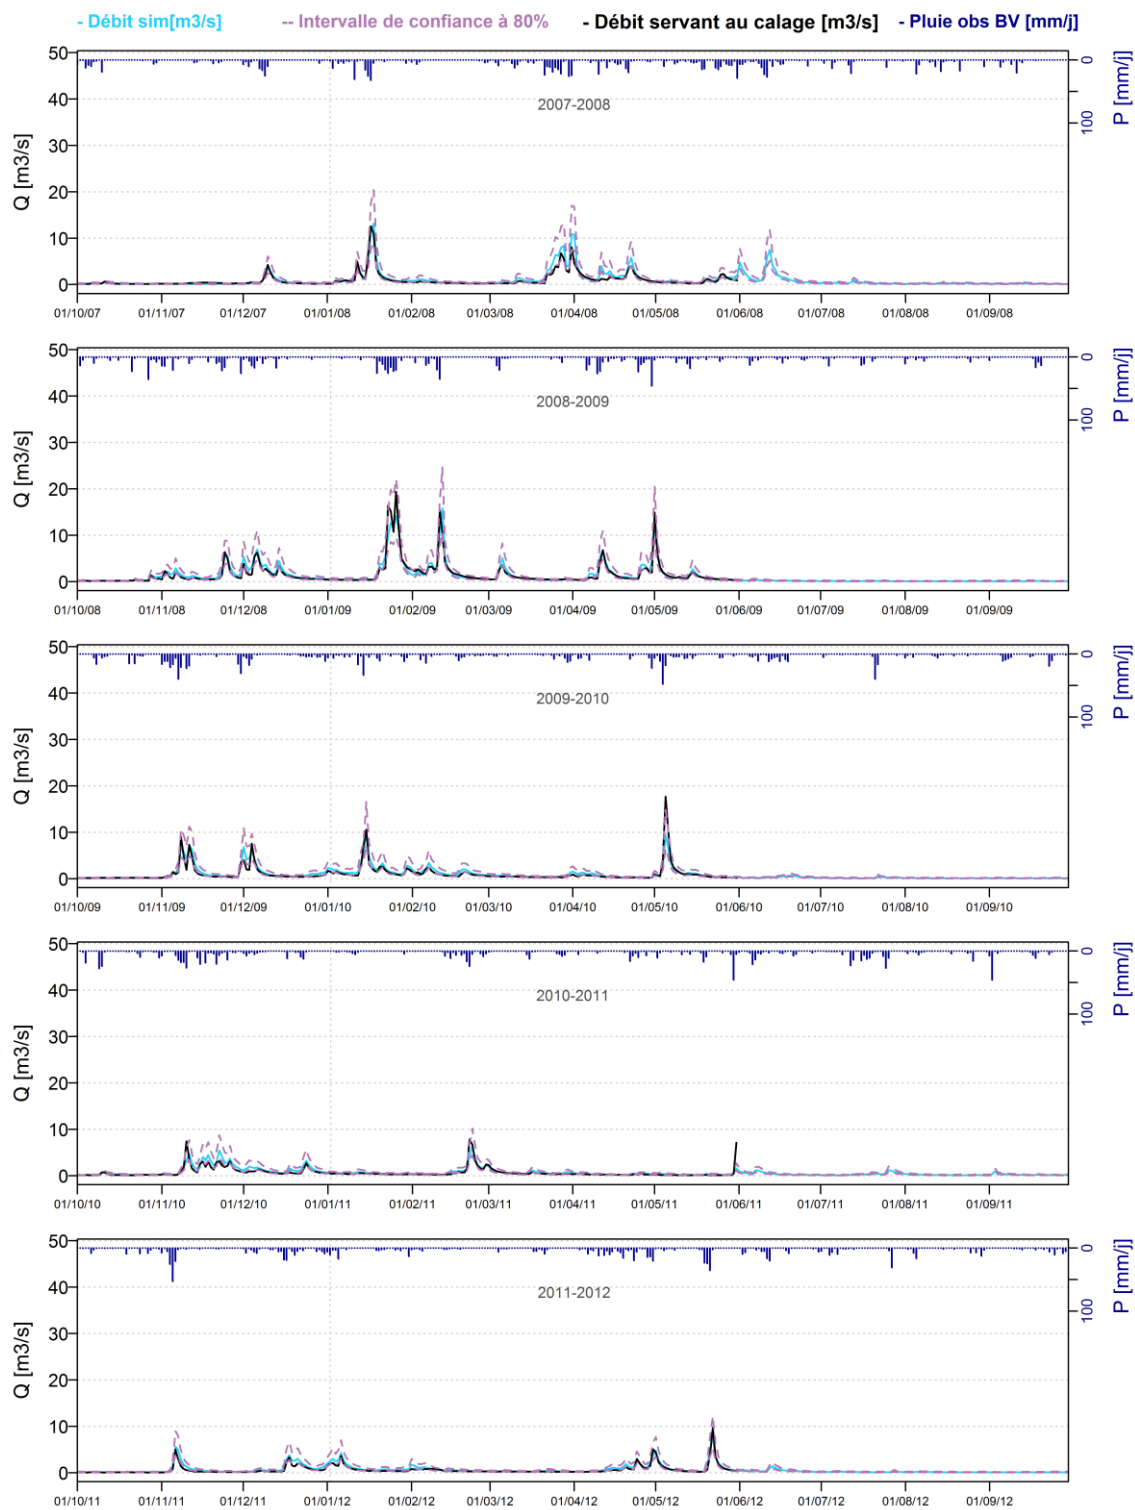 - Débit sim[m3/s] -- Intervalle de confiance à 80% - Débit servant au calage [m3/s] - Pluie obs BV [mm/j]
50
40
30
20
10
0
Q [m3/s]
2007-2008
0
100
P [mm/j]
01/10/07 01/11/07 01/12/07 01/01/08 01/02/08 01/03/08 01/04/08 01/05/08 01/06/08 01/07/08 01/08/08 01/09/08
50
40
30
20
10
0
Q [m3/s]
2008-2009
0
100
P [mm/j]
01/10/08 01/11/08 01/12/08 01/01/09 01/02/09 01/03/09 01/04/09 01/05/09 01/06/09 01/07/09 01/08/09 01/09/09
50
40
30
20
10
0
Q [m3/s]
2009-2010
0
100
P [mm/j]
01/10/09 01/11/09 01/12/09 01/01/10 01/02/10 01/03/10 01/04/10 01/05/10 01/06/10 01/07/10 01/08/10 01/09/10
50
40
30
20
10
0
Q [m3/s]
2010-2011
0
100
P [mm/j]
01/10/10 01/11/10 01/12/10 01/01/11 01/02/11 01/03/11 01/04/11 01/05/11 01/06/11 01/07/11 01/08/11 01/09/11
50
40
30
20
10
0
Q [m3/s]
2011-2012
0
100
P [mm/j]
01/10/11 01/11/11 01/12/11 01/01/12 01/02/12 01/03/12 01/04/12 01/05/12 01/06/12 01/07/12 01/08/12 01/09/12